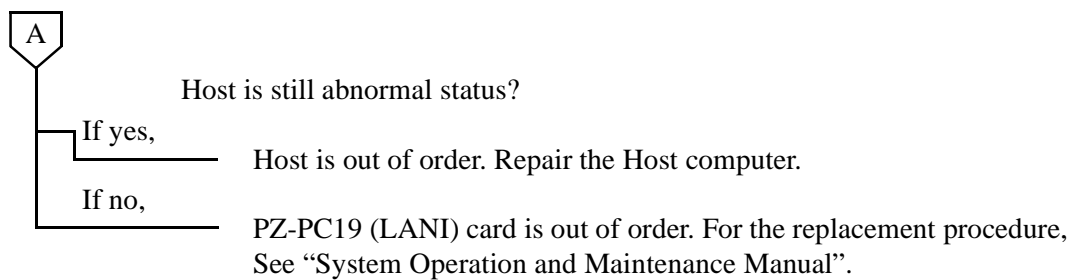 A
Host is still abnormal status?
If yes,
Host is out of order. Repair the Host computer.
If no,
PZ-PC19 (LANI) card is out of order. For the replacement procedure,
See “System Operation and Maintenance Manual”.